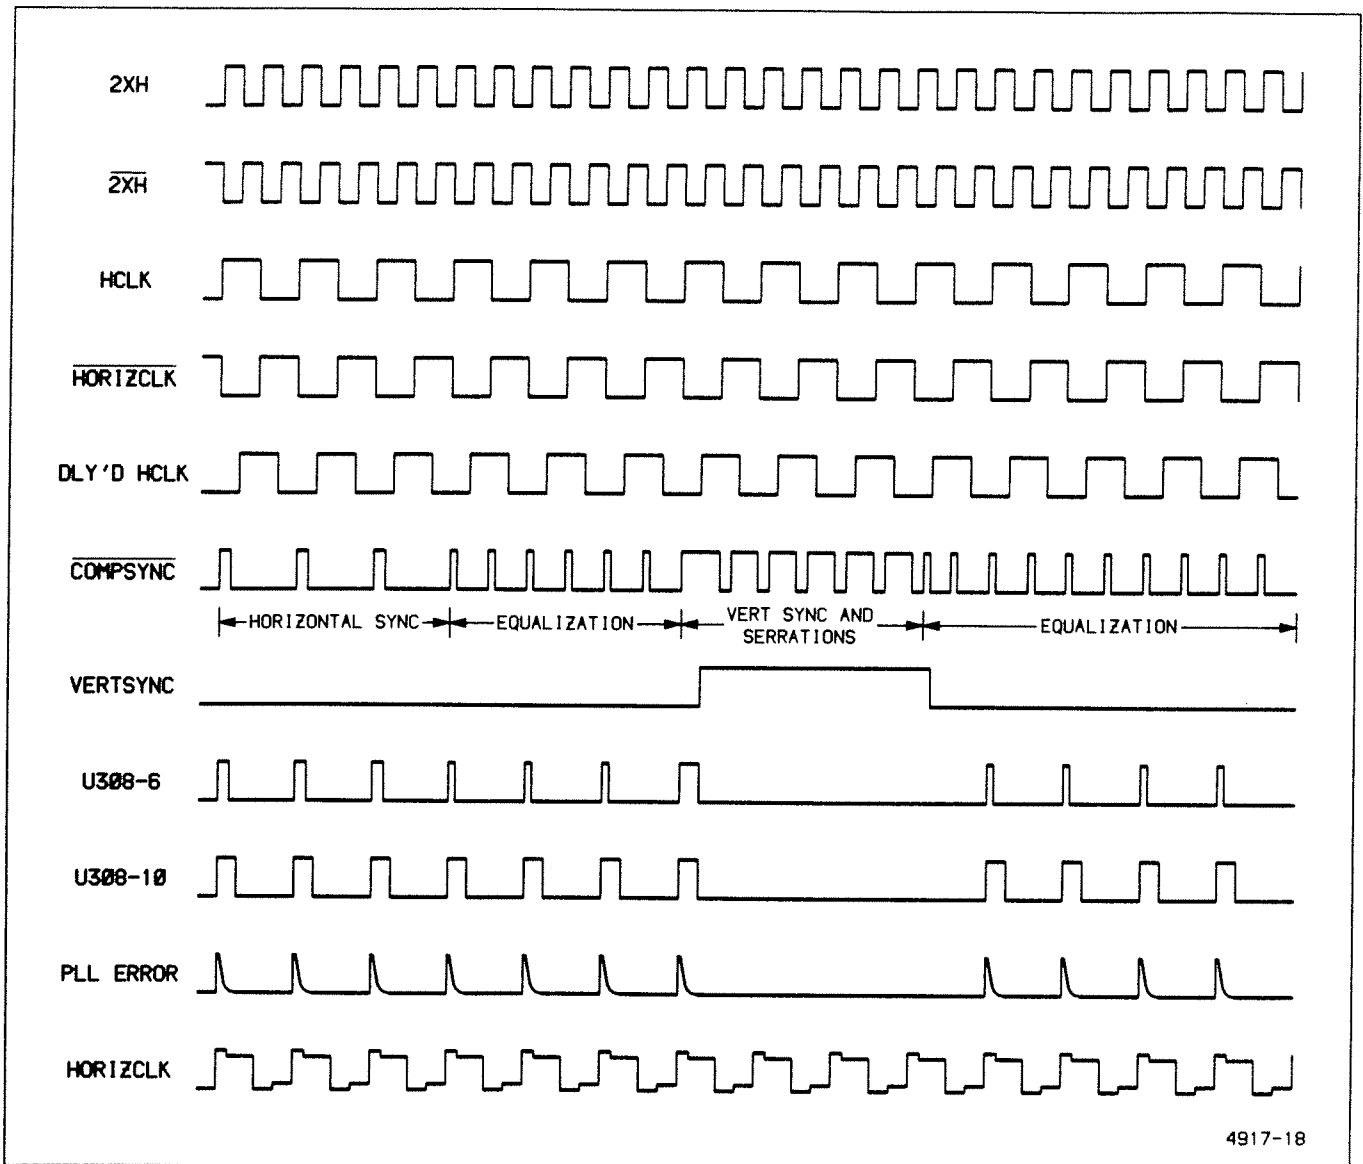 2XH
2XH
HCLK
HORIZCLK
DLY'D HCLK
COMPSYNC
HORIZONTAL SYNC
EQUALIZATION
VERT SYNC AND
SERRATIONS
EQUALIZATION
VERTSYNC
U308-6
U308-10
PLL ERROR
HORIZCLK
4917-18